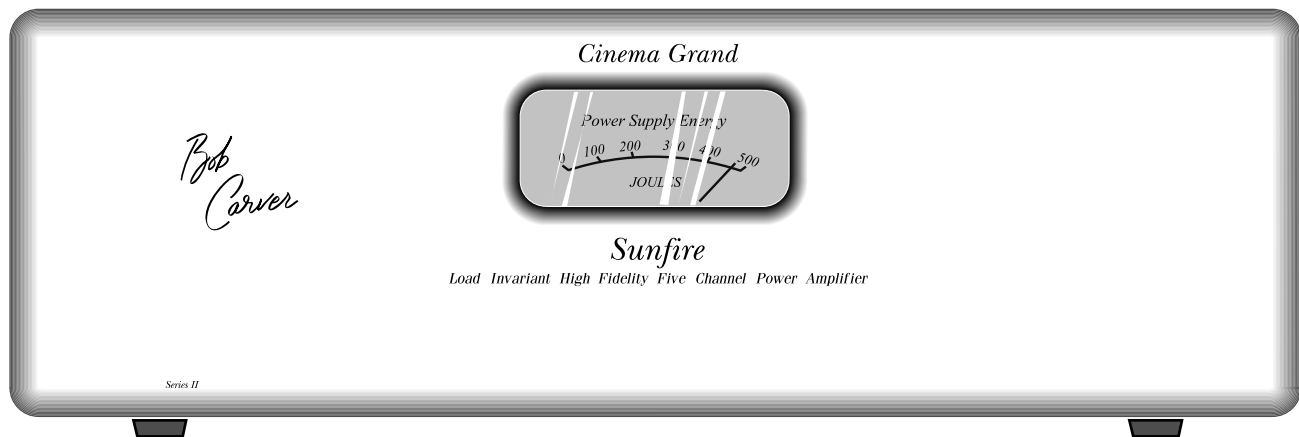 Cinema Grand
Power Supply Energy
0 100 200 300 400 500
JOULES
Bob
Carver
Sunfire
Load Invariant High Fidelity Five Channel Power Amplifier
Series II